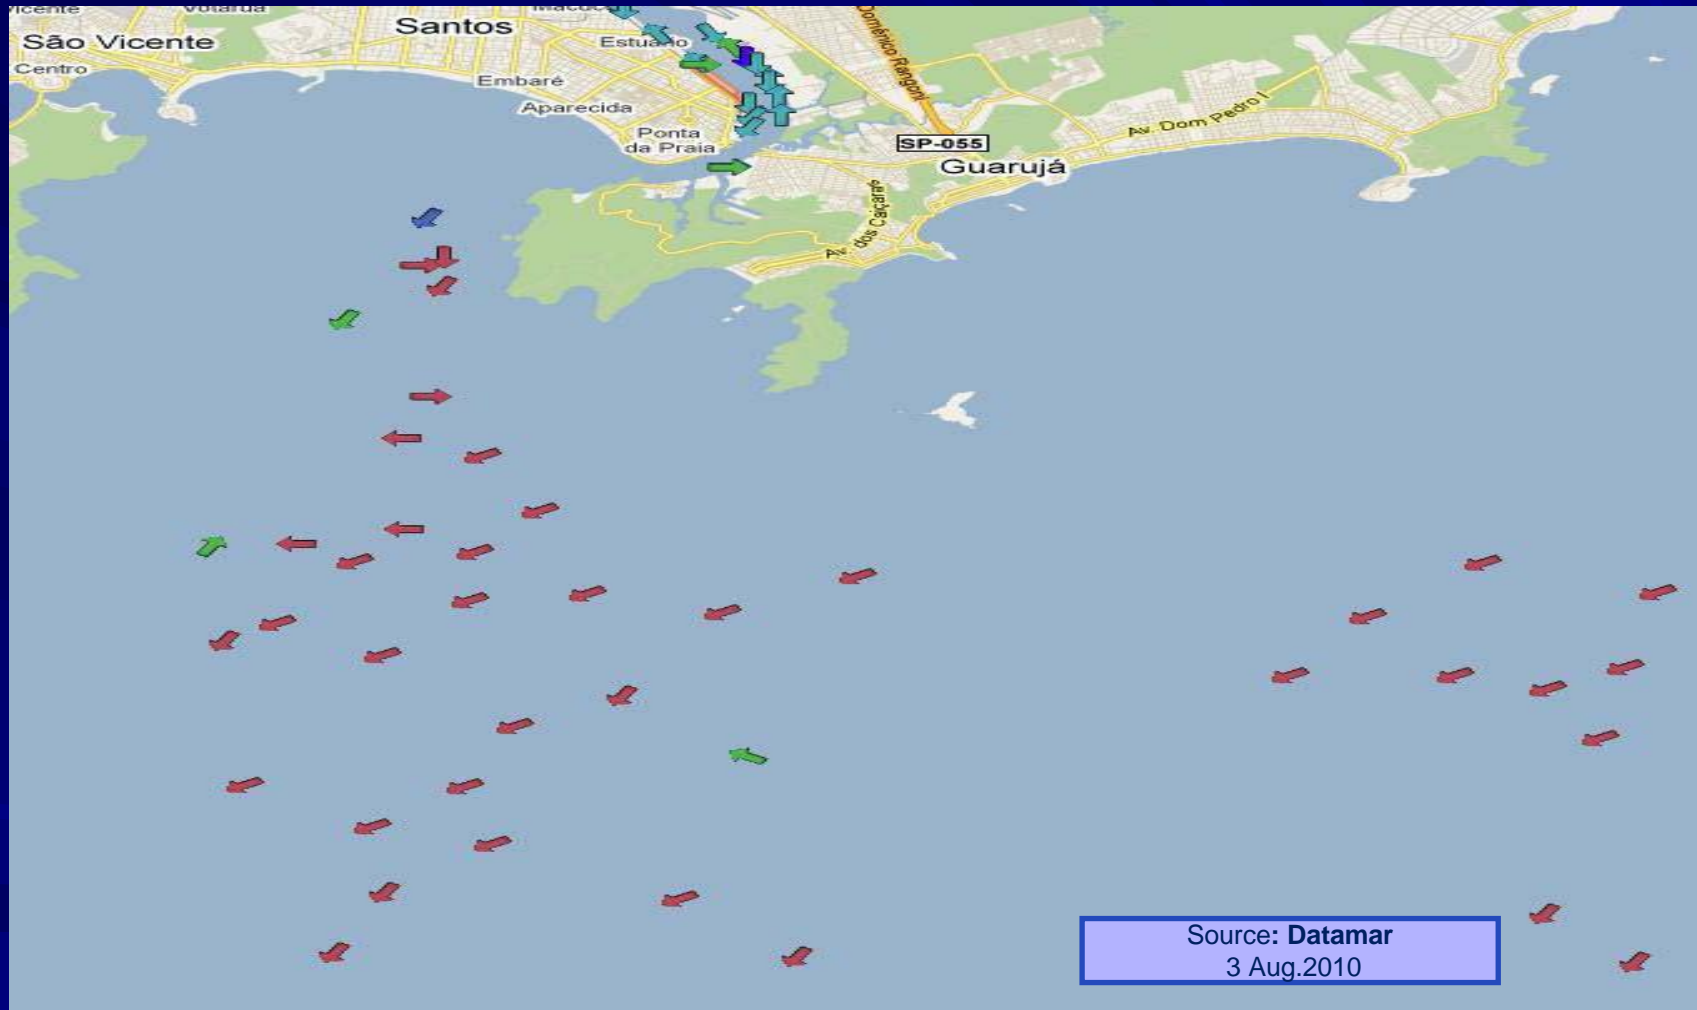 Santos
São Vicente
Estuário
Centro
Embaré
Aparecida
Ponta
da Praia
Domênico Rangoni
SP-055
Av. Dom Pedro I
Guarujá
Av. dos Caiçaras
Source: Datamar
3 Aug.2010